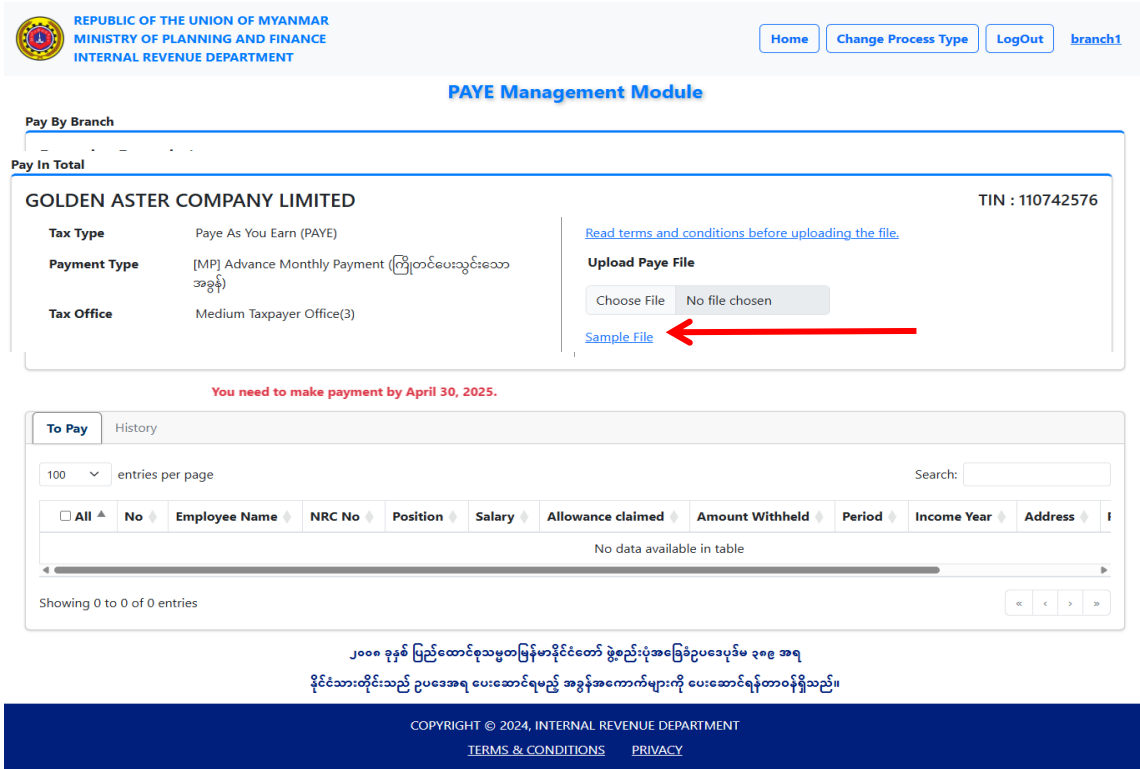 REPUBLIC OF THE UNION OF MYANMAR
MINISTRY OF PLANNING AND FINANCE
INTERNAL REVENUE DEPARTMENT
Home
Change Process Type
LogOut
branch1
PAYE Management Module
Pay By Branch
Pay In Total
GOLDEN ASTER COMPANY LIMITED
TIN : 110742576
Tax Type
Paye As You Earn (PAYE)
Payment Type
[MP] Advance Monthly Payment (ကြိုတင်ပေးသွင်းသော
အခွန်)
Tax Office
Medium Taxpayer Office(3)
Read terms and conditions before uploading the file.
Upload Paye File
Choose File No file chosen
Sample File
You need to make payment by April 30, 2025.
To Pay History
100 entries per page
Search:
All No Employee Name NRC No Position Salary Allowance claimed Amount Withheld Period Income Year Address
No data available in table
Showing 0 to 0 of 0 entries
« ‹ › »
၂၀၀၈ ခုနှစ် ပြည်ထောင်စုသမ္မတမြန်မာနိုင်ငံတော် ဖွဲ့စည်းပုံအခြေခံဥပဒေပုဒ်မ ၃၈၉ အရ
နိုင်ငံသားတိုင်းသည် ဥပဒေအရ ပေးဆောင်ရမည့် အခွန်အကောက်များကို ပေးဆောင်ရန်တာဝန်ရှိသည်။
COPYRIGHT © 2024, INTERNAL REVENUE DEPARTMENT
TERMS & CONDITIONS PRIVACY